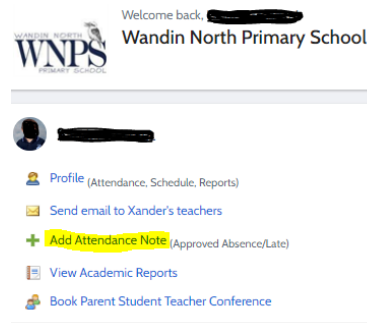 Welcome back,
WANDIN NORTH
WNPS
PRIMARY SCHOOL
Wandin North Primary School
Profile (Attendance, Schedule, Reports)
Send email to Xander's teachers
Add Attendance Note (Approved Absence/Late)
View Academic Reports
Book Parent Student Teacher Conference